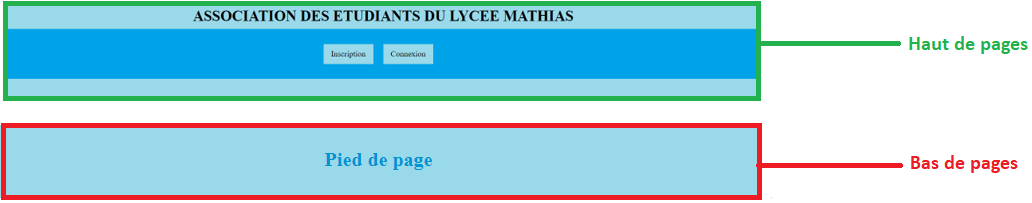 ASSOCIATION DES ETUDIANTS DU LYCEE MATHIAS
Inscription Connexion
Haut de pages
Pied de page
Bas de pages